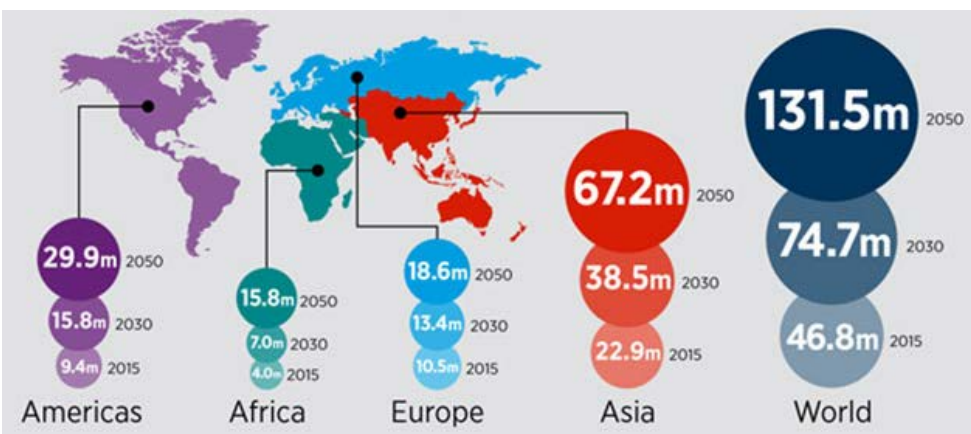 29.9m 2050
15.8m 2030
9.4m 2015
Americas
15.8m 2050
7.0m 2030
4.0m 2015
Africa
18.6m 2050
13.4m 2030
10.5m 2015
Europe
67.2m 2050
38.5m 2030
22.9m 2015
Asia
131.5m 2050
74.7m 2030
46.8m 2015
World